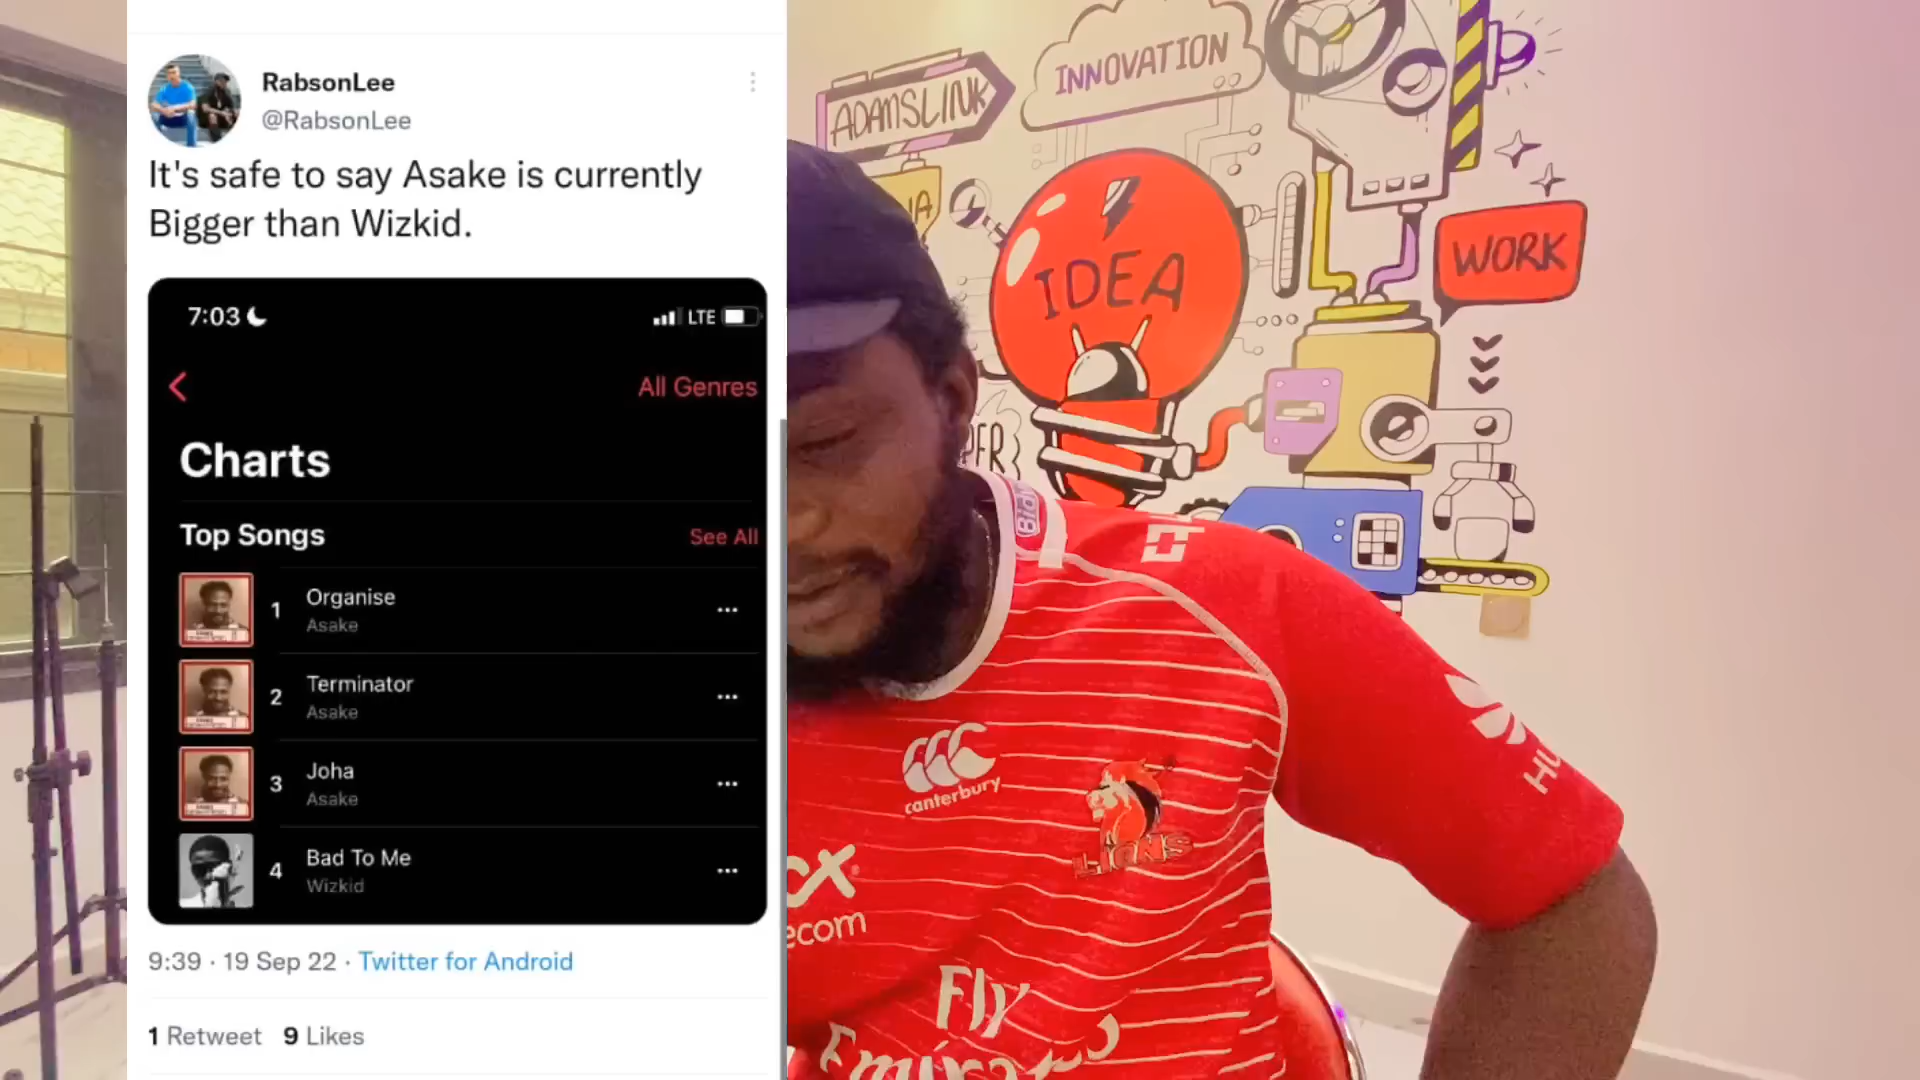 RabsonLee
@RabsonLee
It's safe to say Asake is currently
Bigger than Wizkid.
7:03
LTE
All Genres
Charts
Top Songs
See All
1
Organise
Asake
2
Terminator
Asake
3
Joha
Asake
4
Bad To Me
Wizkid
9:39 · 19 Sep 22 · Twitter for Android
1 Retweet 9 Likes
ADAMSLINK
INNOVATION
IDEA
WORK
canterbury
LIONS
ecom
Fly
Emirates